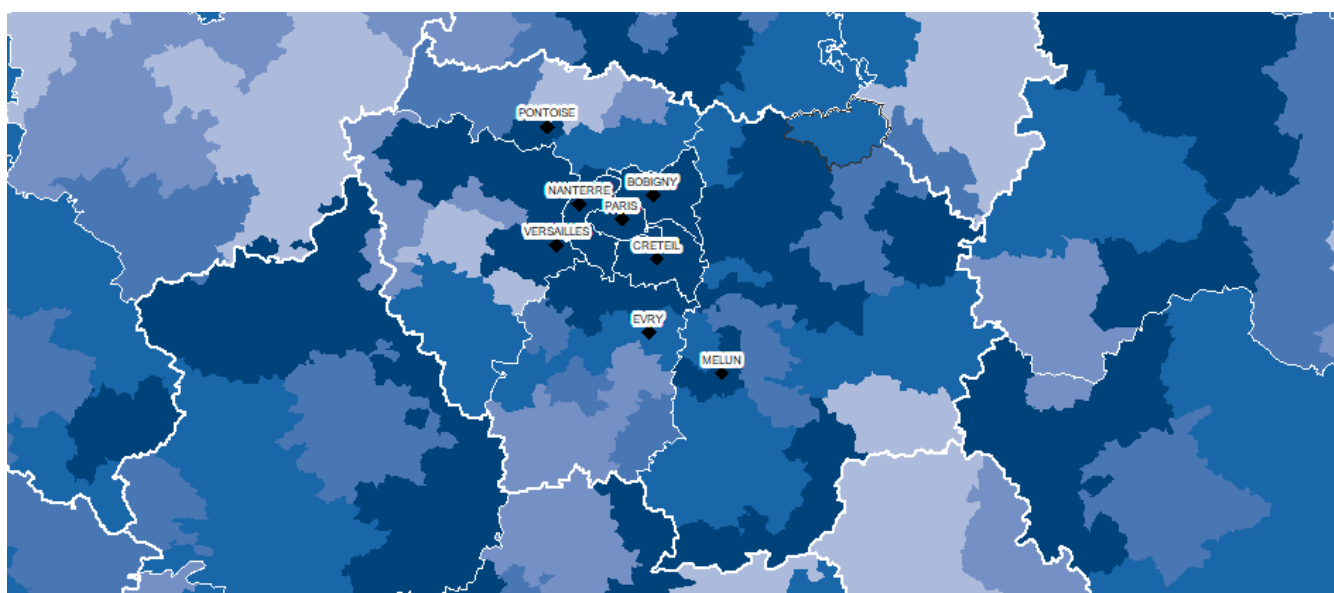 PONTOISE
BOBIGNY
NANTERRE
PARIS
VERSAILLES
CRETEIL
EVRY
MELUN